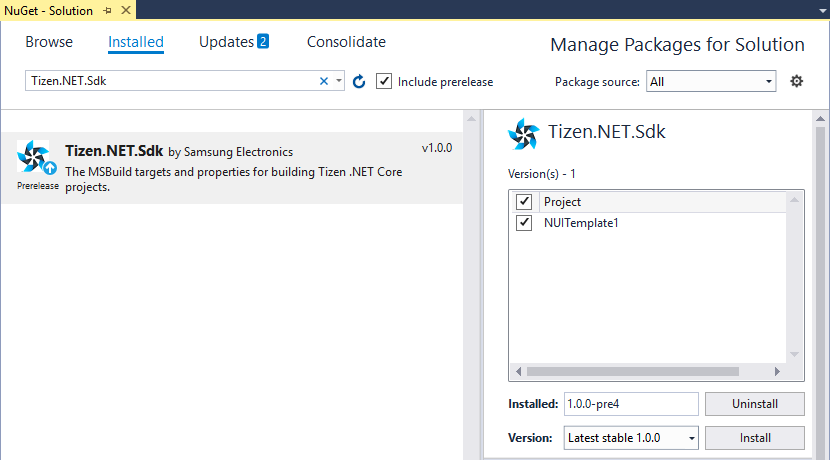 NuGet - Solution
Browse Installed Updates 2 Consolidate
Manage Packages for Solution
Tizen.NET.Sdk
Include prerelease
Package source: All
Tizen.NET.Sdk by Samsung Electronics v1.0.0
Prerelease
The MSBuild targets and properties for building Tizen .NET Core
projects.
Tizen.NET.Sdk
Version(s) - 1
Project
NUITemplate1
Installed: 1.0.0-pre4 Uninstall
Version: Latest stable 1.0.0 Install